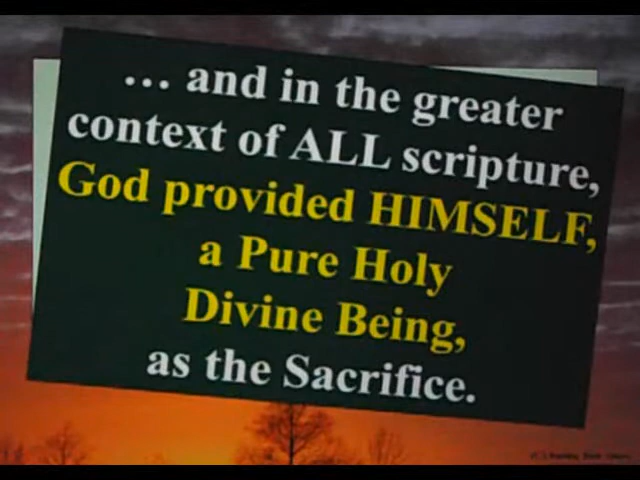 … and in the greater
context of ALL scripture,
God provided HIMSELF,
a Pure Holy
Divine Being,
as the Sacrifice.